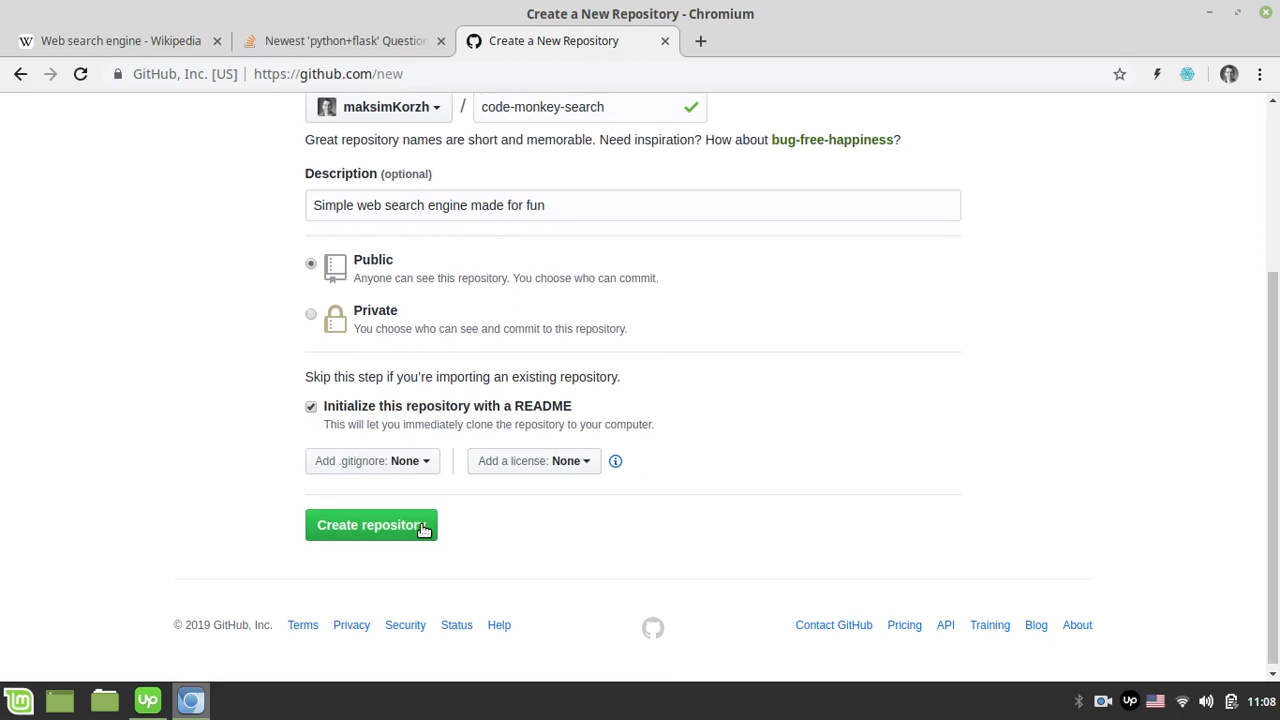 Create a New Repository - Chromium
W Web search engine - Wikipedia
Newest 'python+flask' Question
Create a New Repository
GitHub, Inc. [US] https://github.com/new
maksimKorzh / code-monkey-search
Great repository names are short and memorable. Need inspiration? How about bug-free-happiness?
Description (optional)
Simple web search engine made for fun
Public
Anyone can see this repository. You choose who can commit.
Private
You choose who can see and commit to this repository.
Skip this step if you’re importing an existing repository.
Initialize this repository with a README
This will let you immediately clone the repository to your computer.
Add .gitignore: None Add a license: None
Create repository
© 2019 GitHub, Inc. Terms Privacy Security Status Help Contact GitHub Pricing API Training Blog About
Up Up 11:08